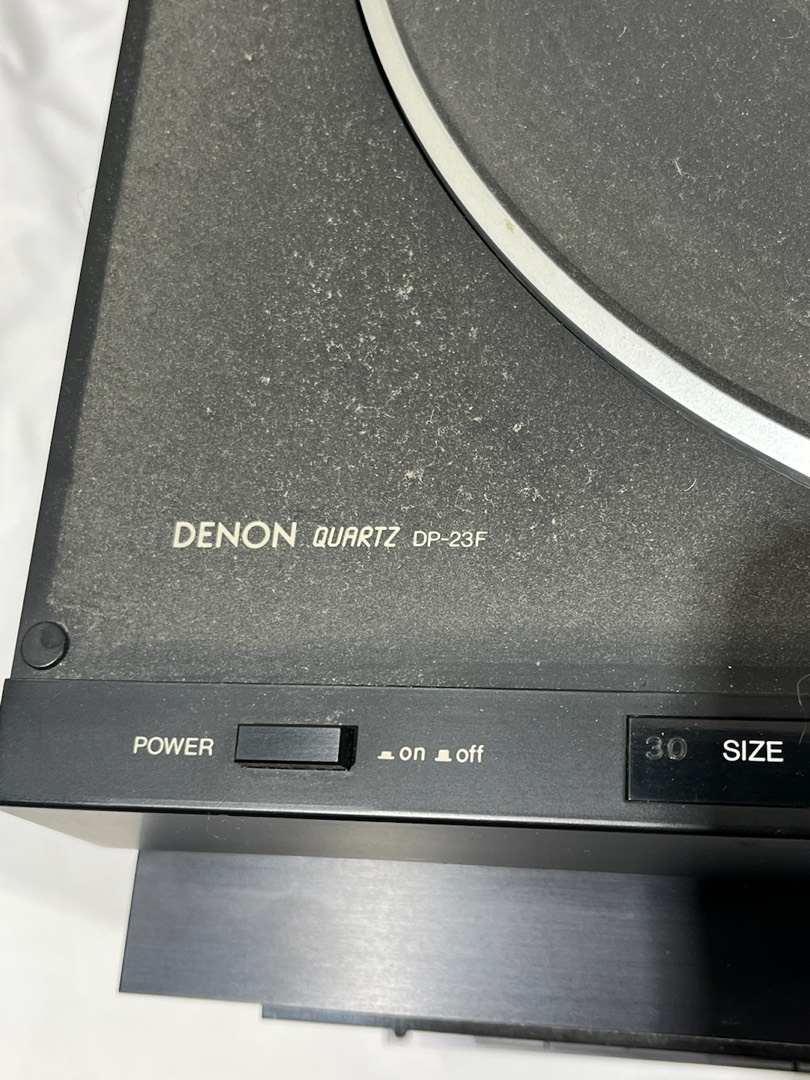 DENON QUARTZ DP-23F
POWER on off 30 SIZE